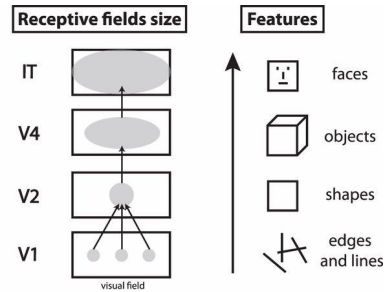 Receptive fields size
Features
IT
faces
V4
objects
V2
shapes
V1
edges
and lines
visual field